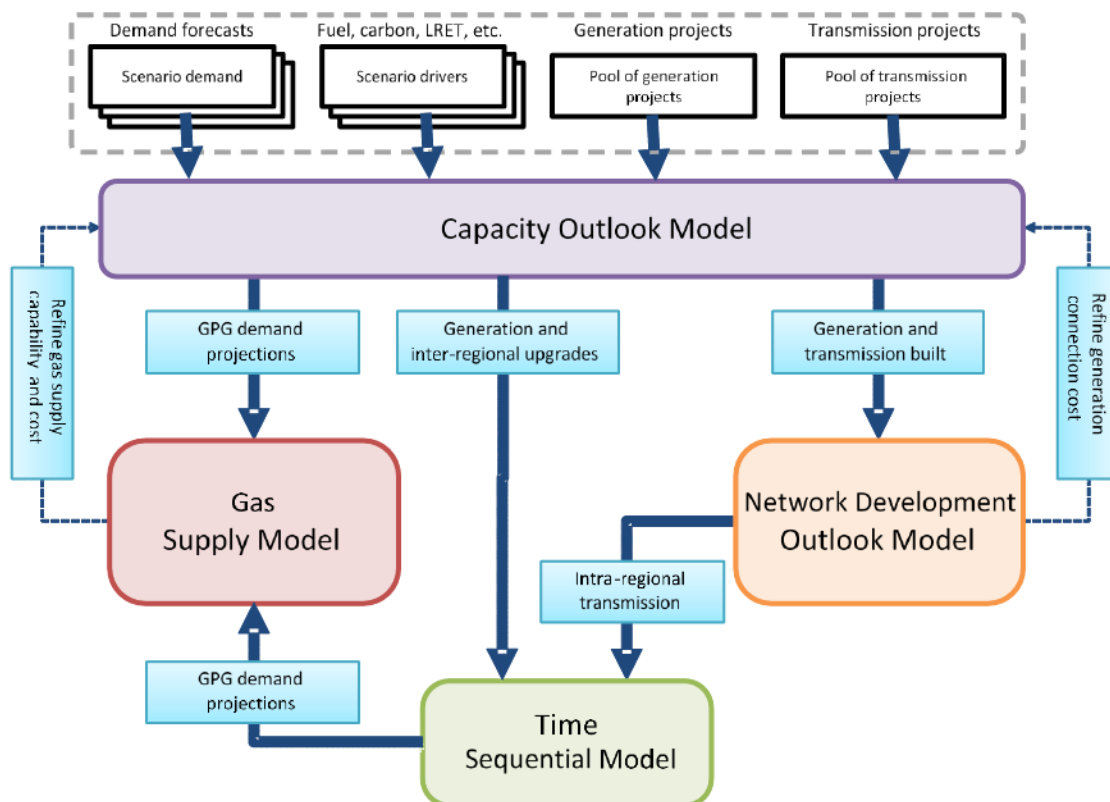 Demand forecasts
Fuel, carbon, LRET, etc.
Generation projects
Transmission projects
Scenario demand
Scenario drivers
Pool of generation
projects
Pool of transmission
projects
Capacity Outlook Model
Refine gas supply
capability and cost
GPG demand
projections
Generation and
inter-regional upgrades
Generation and
transmission built
Refine generation
connection cost
Gas
Supply Model
Network Development
Outlook Model
Intra-regional
transmission
GPG demand
projections
Time
Sequential Model